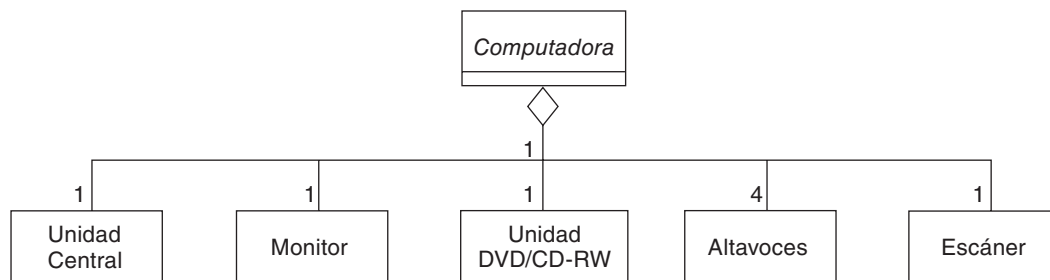 Computadora
1
1
1
1
4
1
Unidad
Central
Monitor
Unidad
DVD/CD-RW
Altavoces
Escáner